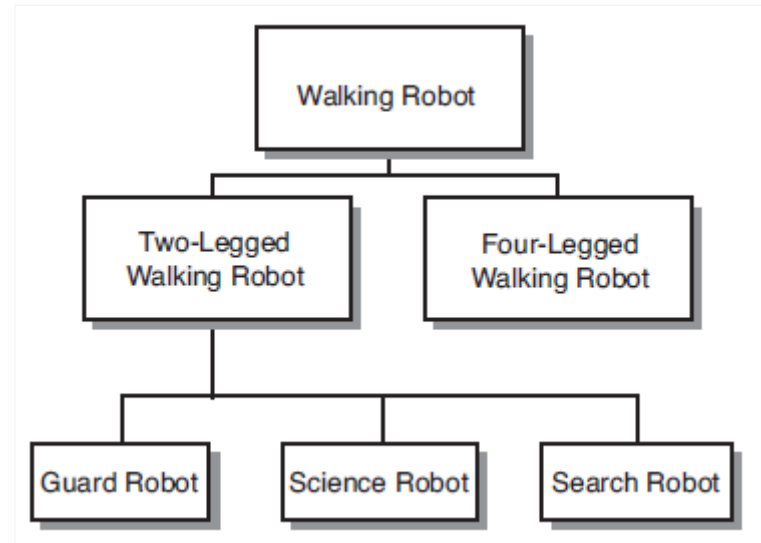 Walking Robot
Two-Legged
Walking Robot
Four-Legged
Walking Robot
Guard Robot
Science Robot
Search Robot